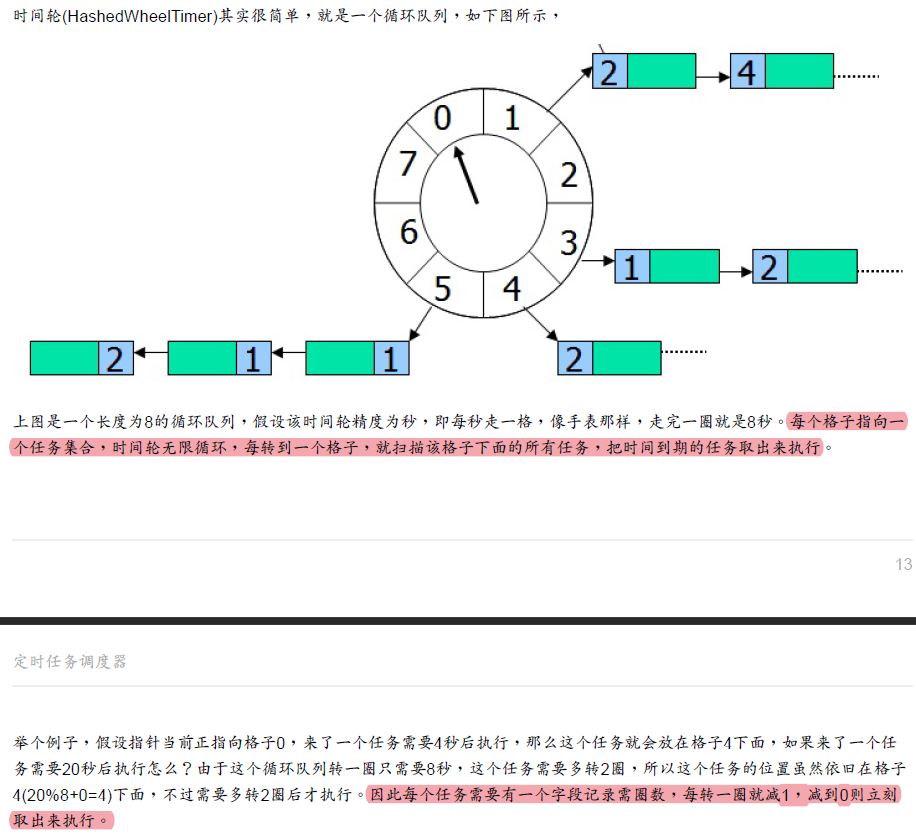 时间轮(HashedWheelTimer)其实很简单，就是一个循环队列，如下图所示，
2
4
0
1
7
2
6
3
1
2
5
4
2
1
1
2
上图是一个长度为8的循环队列，假设该时间轮精度为秒，即每秒走一格，像手表那样，走完一圈就是8秒。每个格子指向一
个任务集合，时间轮无限循环，每转到一个格子，就扫描该格子下面的所有任务，把时间到期的任务取出来执行。
13
定时任务调度器
举个例子，假设指针当前正指向格子0，来了一个任务需要4秒后执行，那么这个任务就会放在格子4下面，如果来了一个任
务需要20秒后执行怎么？由于这个循环队列转一圈只需要8秒，这个任务需要多转2圈，所以这个任务的位置虽然依旧在格子
4(20%8+0=4)下面，不过需要多转2圈后才执行。因此每个任务需要有一个字段记录需圈数，每转一圈就减1，减到0则立刻
取出来执行。